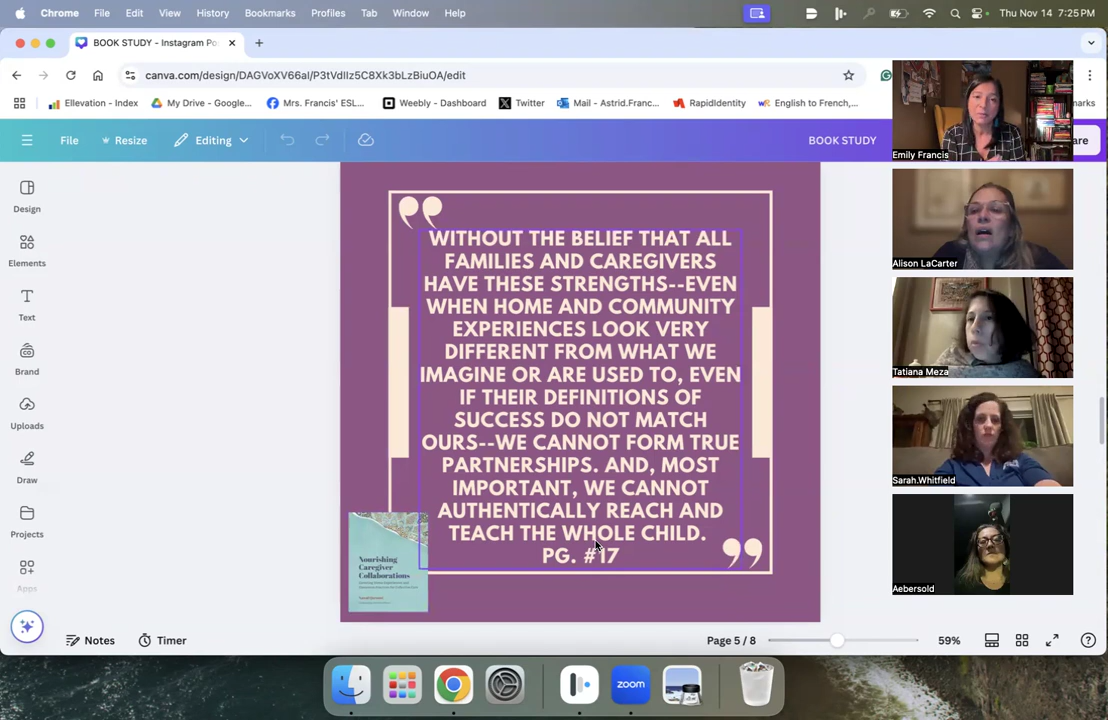 Chrome File Edit View History Bookmarks Profiles Tab Window Help Thu Nov 14 7:25 PM
BOOK STUDY - Instagram Po
canva.com/design/DAGVoXV66aI/P3tVdIIz5C8Xk3bLzBiuOA/edit
Ellevation - Index My Drive - Google... Mrs. Francis' ESL... Weebly - Dashboard Twitter Mail - Astrid.Franc... RapidIdentity English to French,... marks
File Resize Editing BOOK STUDY are
Design
Elements
Text
Brand
Uploads
Draw
Projects
Apps
WITHOUT THE BELIEF THAT ALL
FAMILIES AND CAREGIVERS
HAVE THESE STRENGTHS--EVEN
WHEN HOME AND COMMUNITY
EXPERIENCES LOOK VERY
DIFFERENT FROM WHAT WE
IMAGINE OR ARE USED TO, EVEN
IF THEIR DEFINITIONS OF
SUCCESS DO NOT MATCH
OURS--WE CANNOT FORM TRUE
PARTNERSHIPS. AND, MOST
IMPORTANT, WE CANNOT
AUTHENTICALLY REACH AND
TEACH THE WHOLE CHILD.
PG. #17
Nourishing
Caregiver
Collaborations
Emily Francis
Alison LaCarter
Tatiana Meza
Sarah.Whitfield
Aebersold
Notes Timer Page 5 / 8 59%
zoom